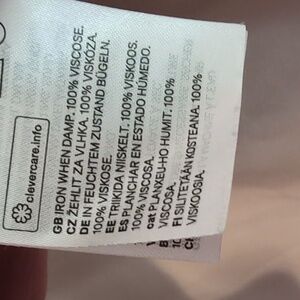 clevercare.info
GB IRON WHEN DAMP. 100% VISCOSE.
CZ ŽEHLIT ZA VLHKA. 100% VISKÓZA.
DE IN FEUCHTEM ZUSTAND BÜGELN.
100% VISKOSE.
EE TRIIKIDA NIISKELT. 100% VISKOOS.
ES PLANCHAR EN ESTADO HÚMEDO.
100% VISCOSA.
cat PLANXEU-HO HUMIT. 100%
VISCOSA.
FI SILITETÄÄN KOSTEANA. 100%
VISKOOSIA.